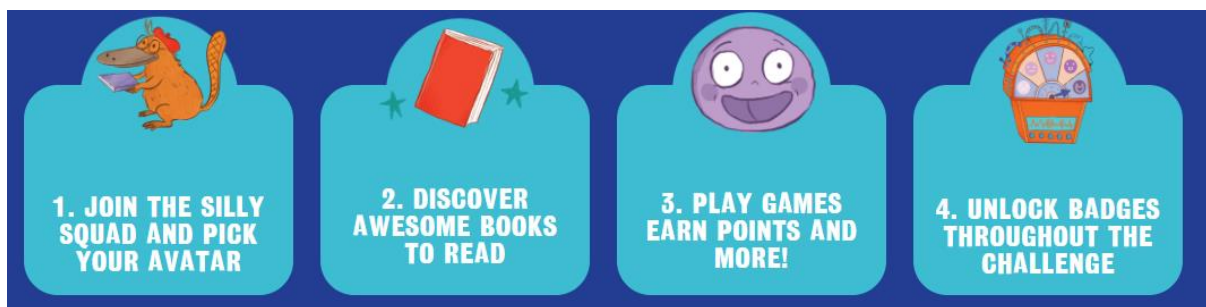 1. JOIN THE SILLY
SQUAD AND PICK
YOUR AVATAR
2. DISCOVER
AWESOME BOOKS
TO READ
3. PLAY GAMES
EARN POINTS AND
MORE!
4. UNLOCK BADGES
THROUGHOUT THE
CHALLENGE